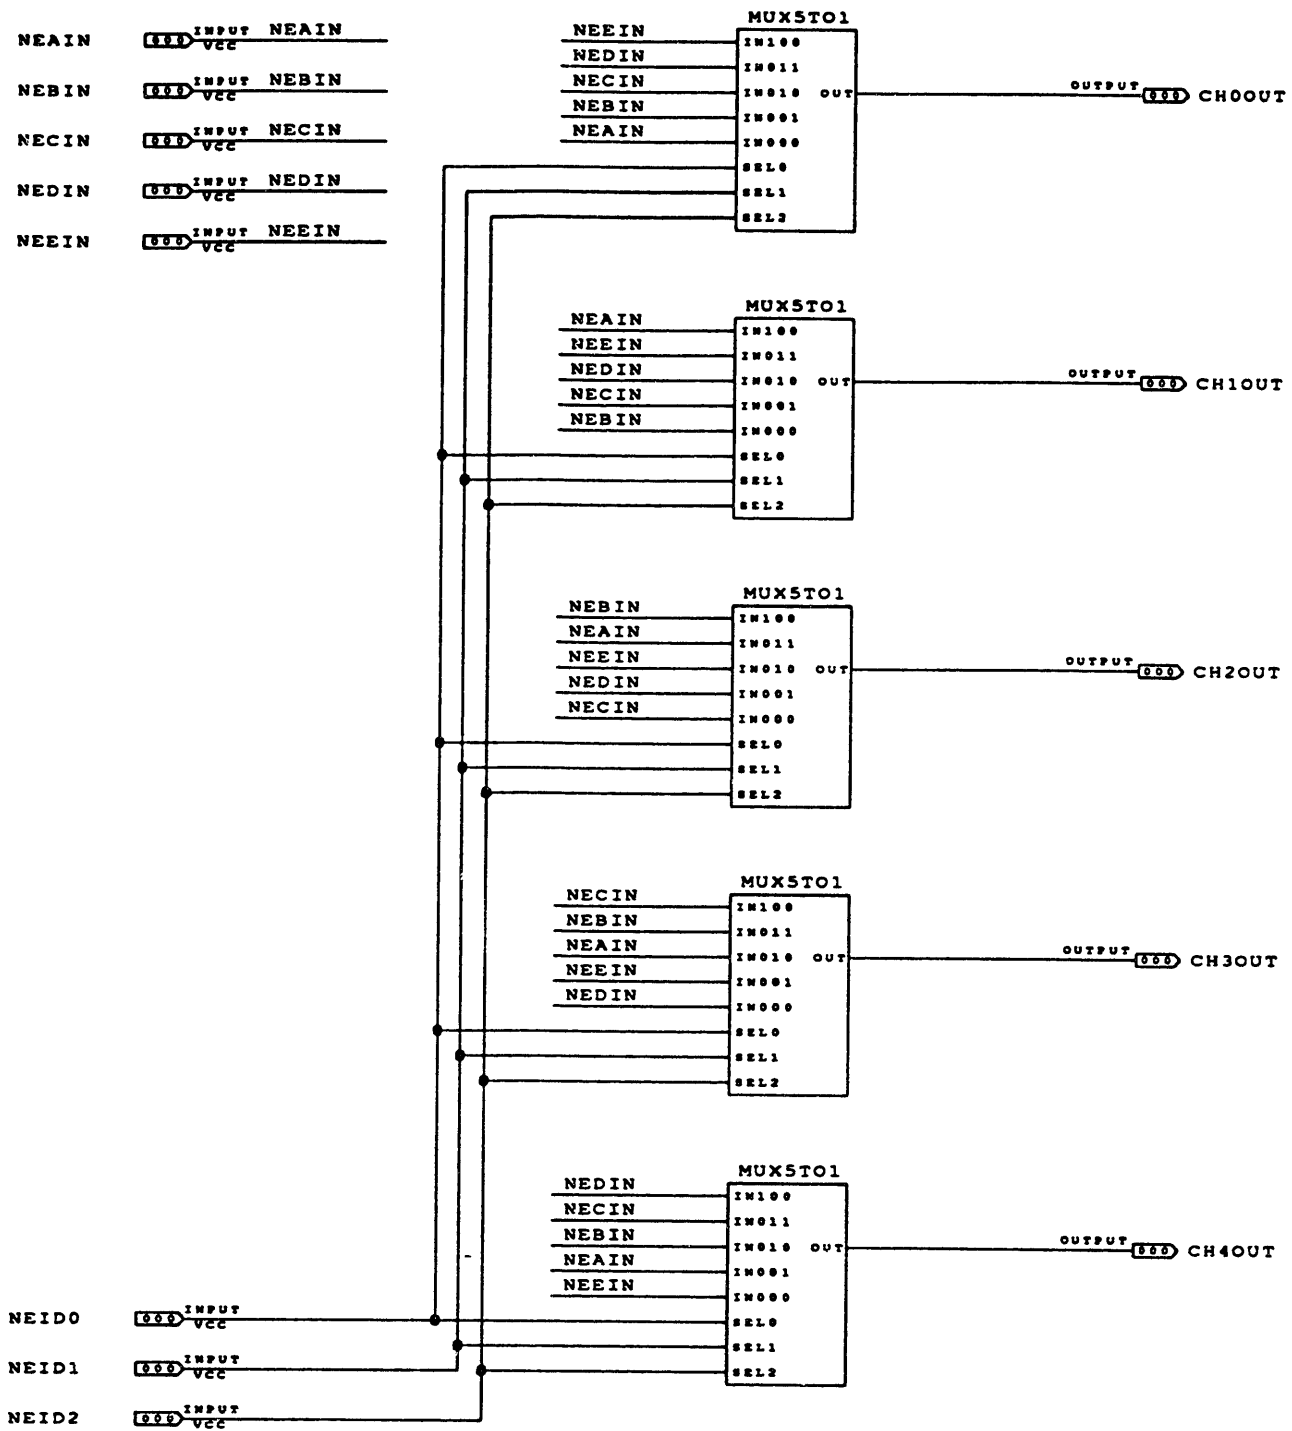 NEAIN INPUT VCC NEAIN
NEBIN INPUT VCC NEBIN
NECIN INPUT VCC NECIN
NEDIN INPUT VCC NEDIN
NEEIN INPUT VCC NEEIN
MUX5TO1
NEEIN IN100
NEDIN IN011
NECIN IN010 OUT OUTPUT CH0OUT
NEBIN IN001
NEAIN IN000
SEL0
SEL1
SEL2
MUX5TO1
NEAIN IN100
NEEIN IN011
NEDIN IN010 OUT OUTPUT CH1OUT
NECIN IN001
NEBIN IN000
SEL0
SEL1
SEL2
MUX5TO1
NEBIN IN100
NEAIN IN011
NEEIN IN010 OUT OUTPUT CH2OUT
NEDIN IN001
NECIN IN000
SEL0
SEL1
SEL2
MUX5TO1
NECIN IN100
NEBIN IN011
NEAIN IN010 OUT OUTPUT CH3OUT
NEEIN IN001
NEDIN IN000
SEL0
SEL1
SEL2
MUX5TO1
NEDIN IN100
NECIN IN011
NEBIN IN010 OUT OUTPUT CH4OUT
NEAIN IN001
NEEIN IN000
SEL0
SEL1
SEL2
NEID0 INPUT VCC
NEID1 INPUT VCC
NEID2 INPUT VCC